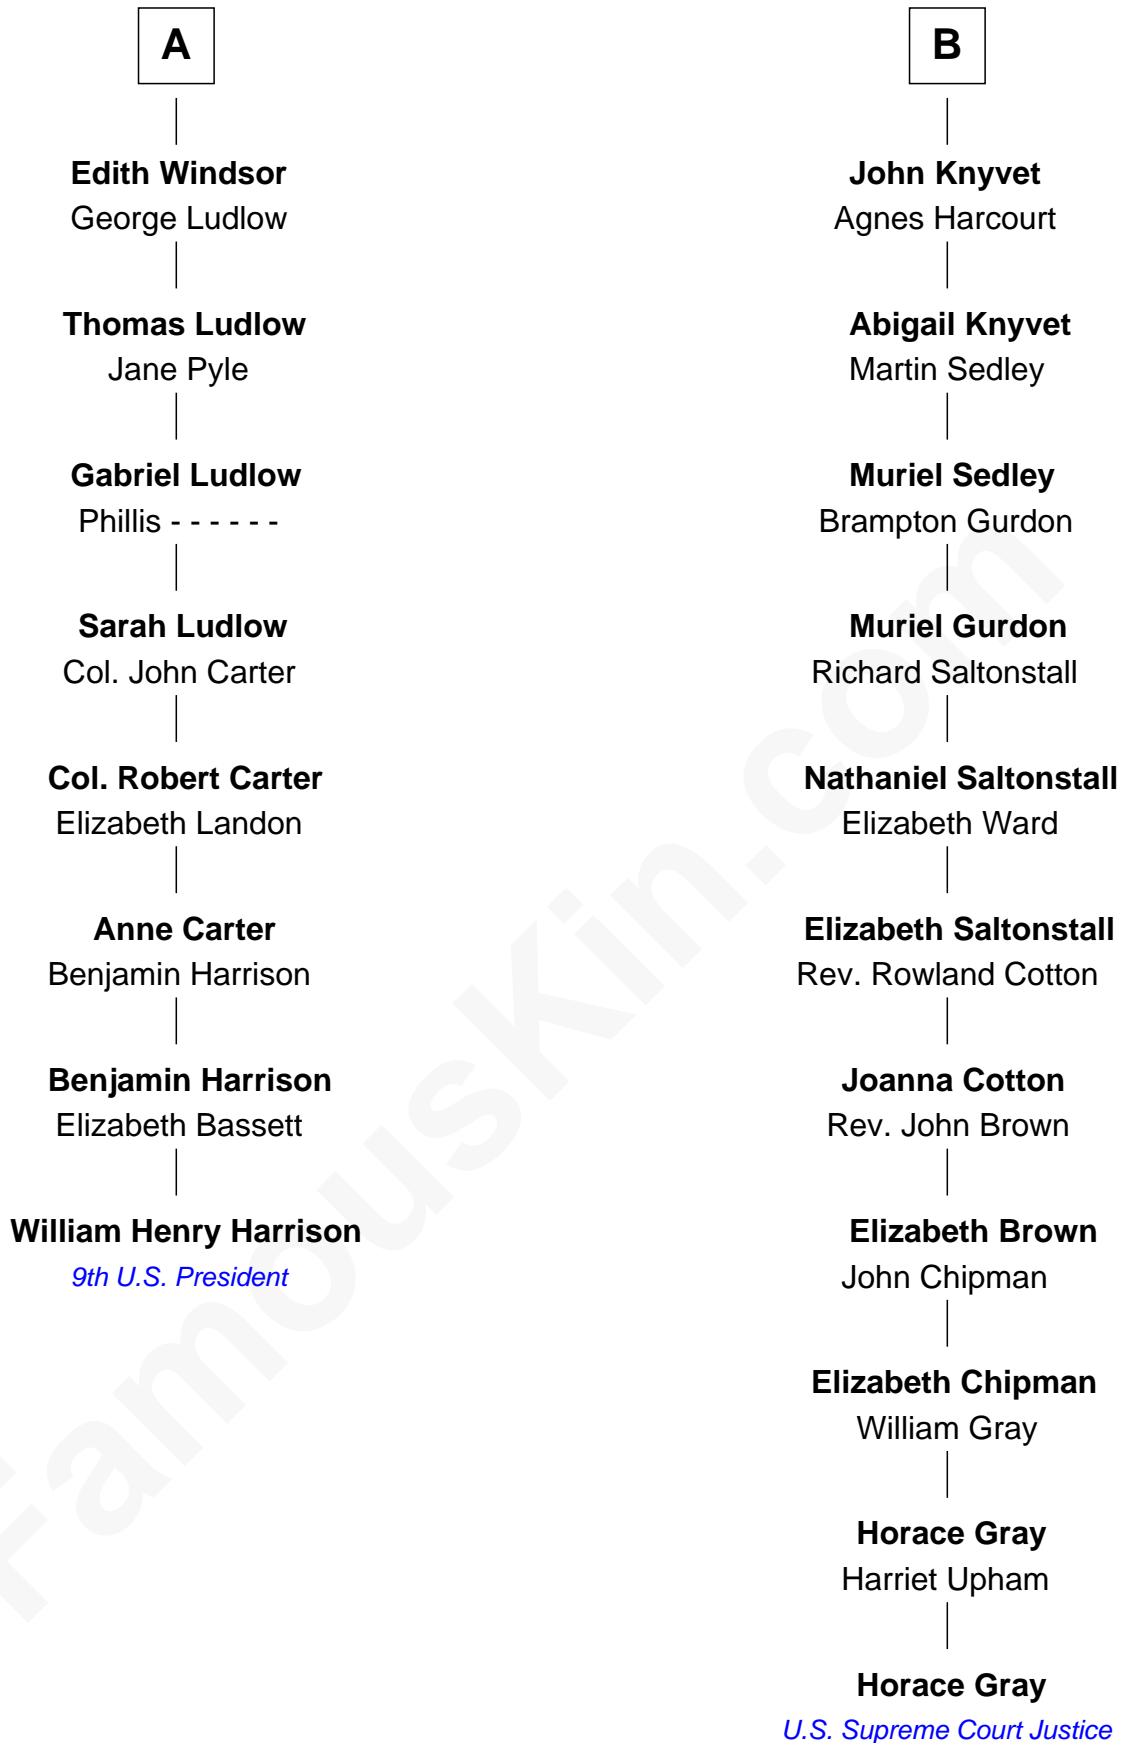 A
Edith Windsor
George Ludlow
Thomas Ludlow
Jane Pyle
Gabriel Ludlow
Phillis - - - - - -
Sarah Ludlow
Col. John Carter
Col. Robert Carter
Elizabeth Landon
Anne Carter
Benjamin Harrison
Benjamin Harrison
Elizabeth Bassett
William Henry Harrison
9th U.S. President
B
John Knyvet
Agnes Harcourt
Abigail Knyvet
Martin Sedley
Muriel Sedley
Brampton Gurdon
Muriel Gurdon
Richard Saltonstall
Nathaniel Saltonstall
Elizabeth Ward
Elizabeth Saltonstall
Rev. Rowland Cotton
Joanna Cotton
Rev. John Brown
Elizabeth Brown
John Chipman
Elizabeth Chipman
William Gray
Horace Gray
Harriet Upham
Horace Gray
U.S. Supreme Court Justice
FamousKin.com